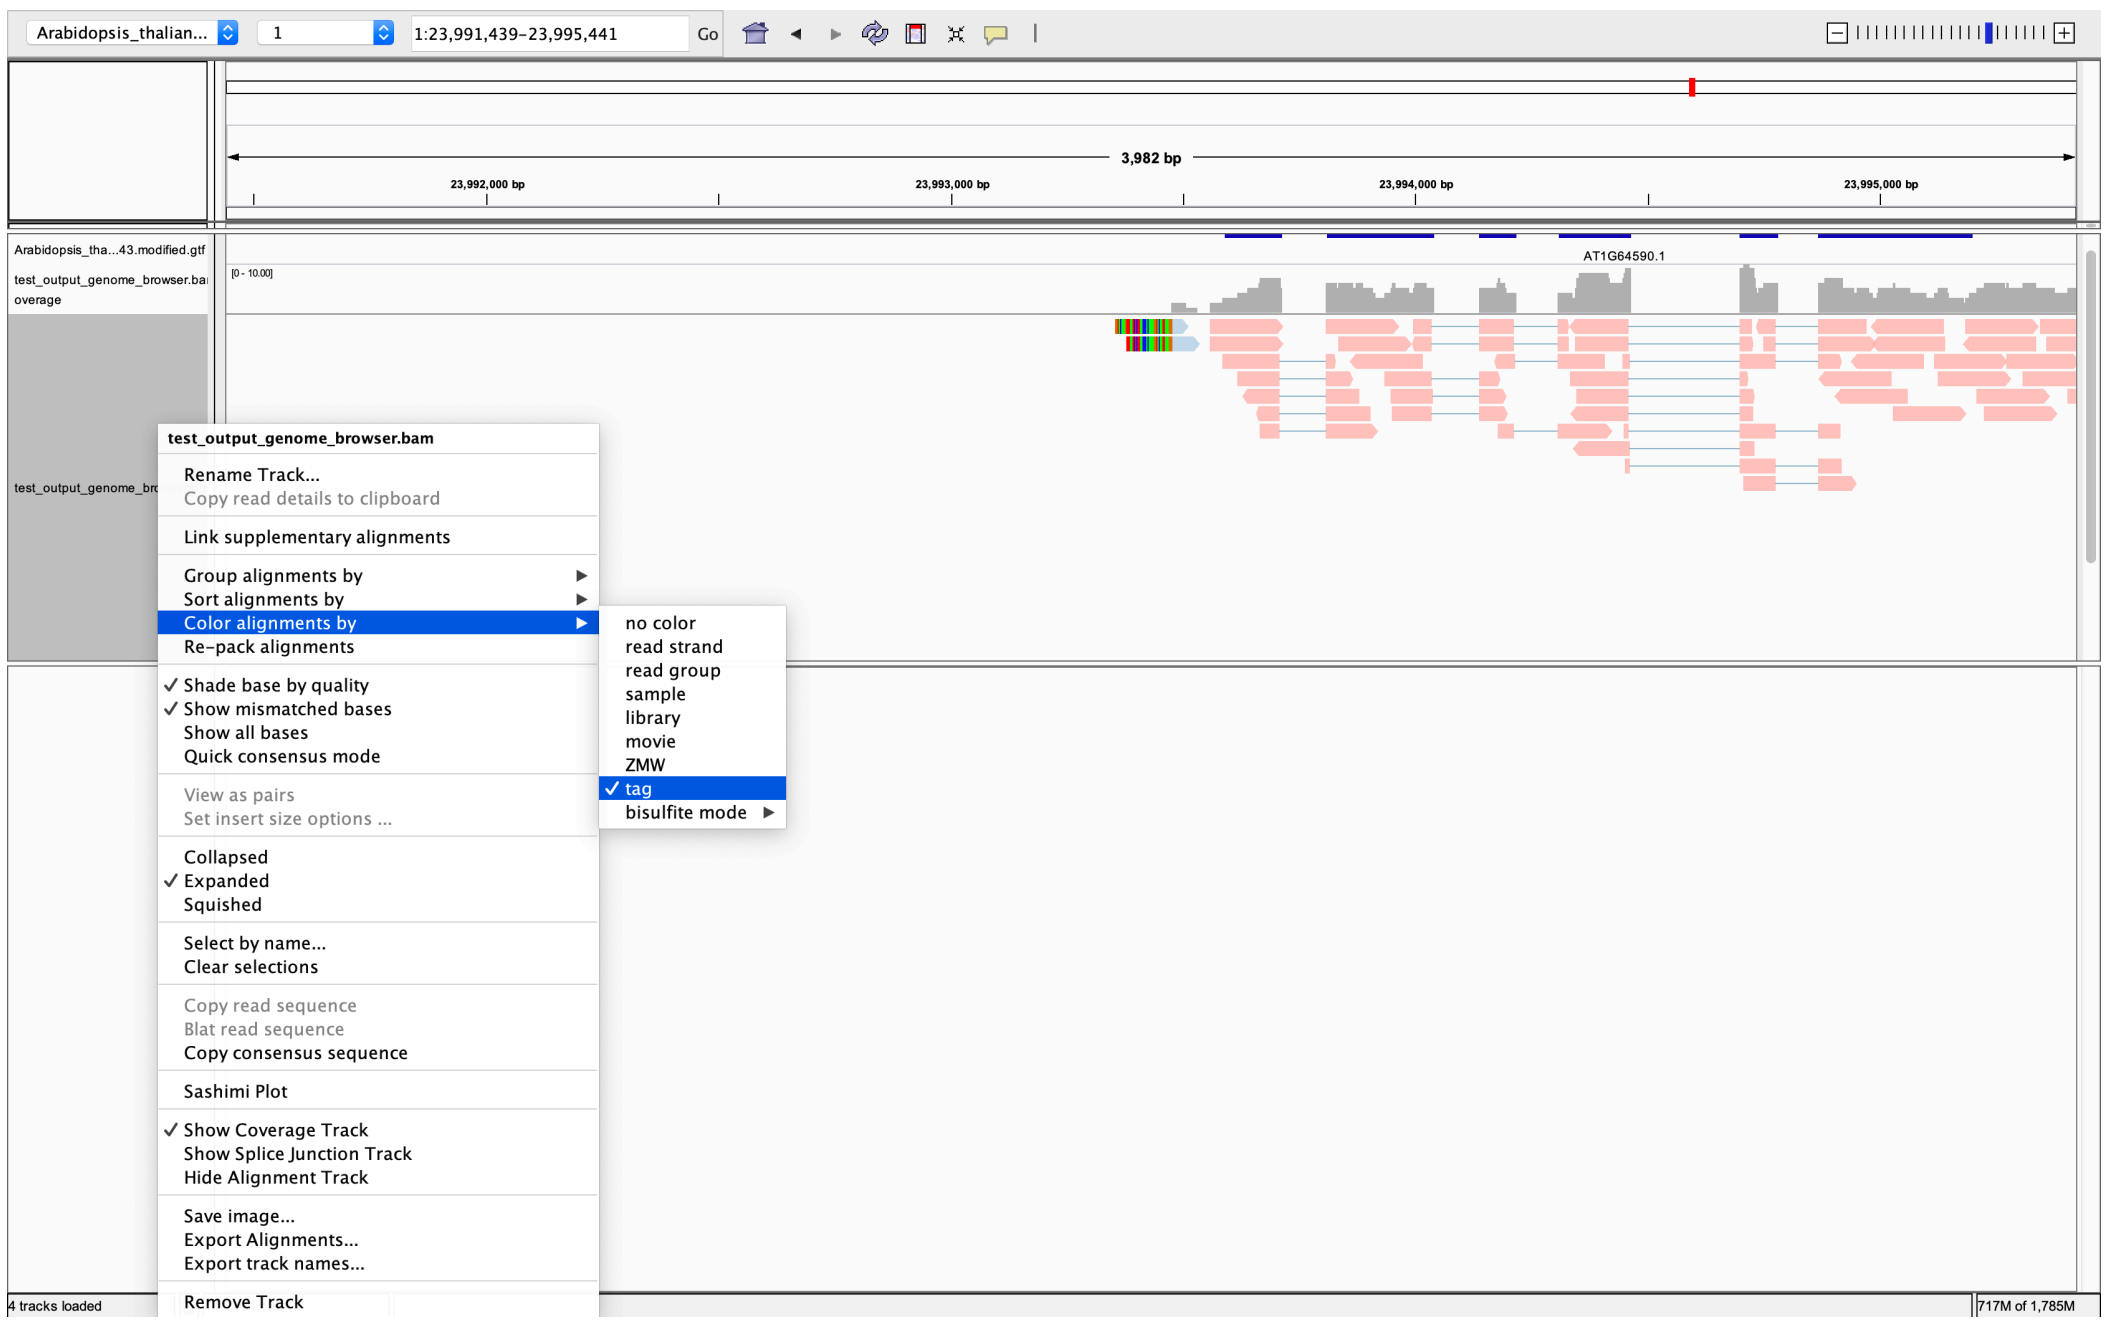 Arabidopsis_thalian... 1 1:23,991,439-23,995,441 Go
3,982 bp
23,992,000 bp 23,993,000 bp 23,994,000 bp 23,995,000 bp
Arabidopsis_tha...43.modified.gtf
AT1G64590.1
[0 - 10.00]
test_output_genome_browser.ba
overage
test_output_genome_bro
test_output_genome_browser.bam
Rename Track...
Copy read details to clipboard
Link supplementary alignments
Group alignments by
Sort alignments by
Color alignments by
Re-pack alignments
Shade base by quality
Show mismatched bases
Show all bases
Quick consensus mode
View as pairs
Set insert size options ...
Collapsed
Expanded
Squished
Select by name...
Clear selections
Copy read sequence
Blat read sequence
Copy consensus sequence
Sashimi Plot
Show Coverage Track
Show Splice Junction Track
Hide Alignment Track
Save image...
Export Alignments...
Export track names...
Remove Track
no color
read strand
read group
sample
library
movie
ZMW
tag
bisulfite mode
4 tracks loaded
717M of 1,785M